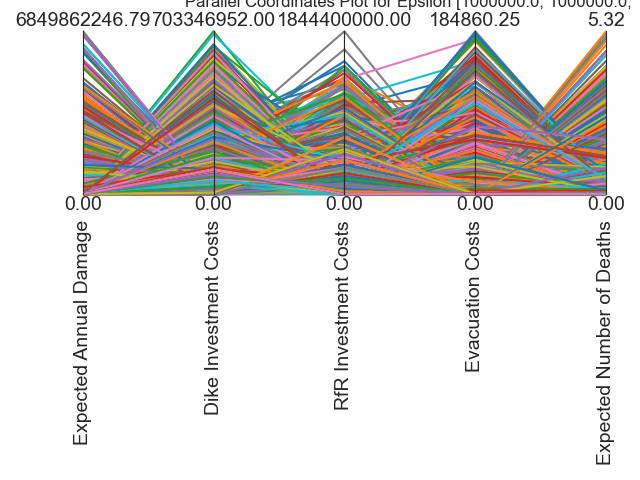 Parallel Coordinates Plot for Epsilon [1000000.0, 1000000.0,
6849862246.79 703346952.00 1844400000.00 184860.25 5.32
0.00 0.00 0.00 0.00 0.00
Expected Annual Damage
Dike Investment Costs
RfR Investment Costs
Evacuation Costs
Expected Number of Deaths